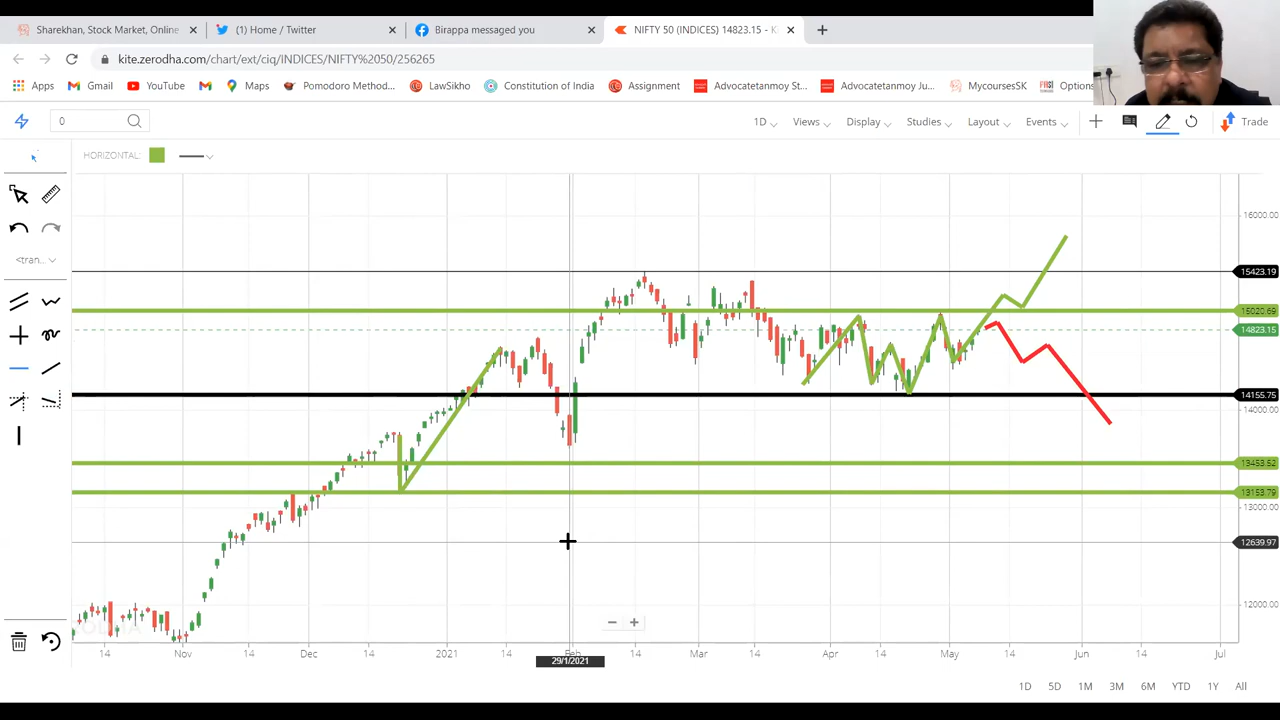 Sharekhan, Stock Market, Online
(1) Home / Twitter
Birappa messaged you
NIFTY 50 (INDICES) 14823.15 - K
kite.zerodha.com/chart/ext/ciq/INDICES/NIFTY%2050/256265
Apps
Gmail
YouTube
Maps
Pomodoro Method...
LawSikho
Constitution of India
Assignment
Advocatetanmoy St...
Advocatetanmoy Ju...
MycoursesSK
Options
0
1D
Views
Display
Studies
Layout
Events
Trade
HORIZONTAL:
<tran...
16000.00
15423.19
15020.69
14823.15
14155.75
14000.00
13453.52
13153.79
13000.00
12639.97
12000.00
14
Nov
14
Dec
14
2021
14
Feb
14
Mar
14
Apr
14
May
14
Jun
14
Jul
29/1/2021
1D
5D
1M
3M
6M
YTD
1Y
All